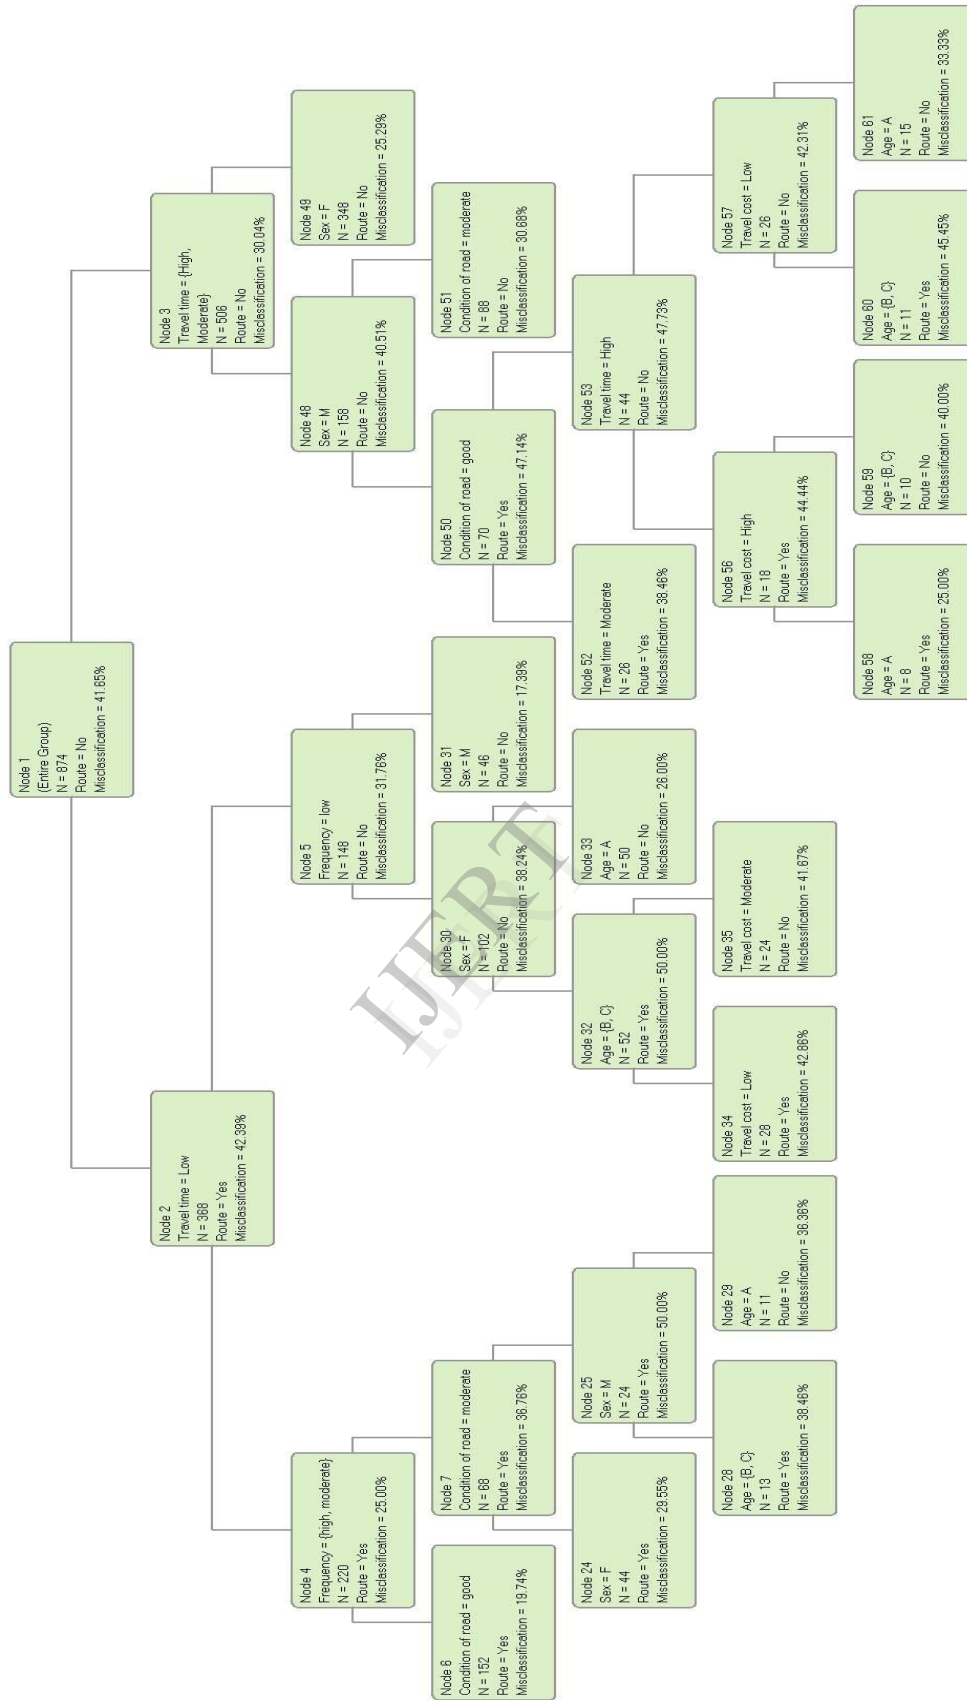 Node 1
(Entire Group)
N = 874
Route = No
Misclassification = 41.65%
Node 2
Travel time = Low
N = 368
Route = Yes
Misclassification = 42.39%
Node 3
Travel time = {High,
Moderate}
N = 506
Route = No
Misclassification = 30.04%
Node 4
Frequency = {high, moderate}
N = 220
Route = Yes
Misclassification = 25.00%
Node 5
Frequency = low
N = 148
Route = No
Misclassification = 31.76%
Node 48
Sex = M
N = 158
Route = No
Misclassification = 40.51%
Node 49
Sex = F
N = 348
Route = No
Misclassification = 25.29%
Node 6
Condition of road = good
N = 152
Route = Yes
Misclassification = 19.74%
Node 7
Condition of road = moderate
N = 68
Route = Yes
Misclassification = 36.76%
Node 30
Sex = F
N = 102
Route = No
Misclassification = 38.24%
Node 31
Sex = M
N = 46
Route = No
Misclassification = 17.39%
Node 50
Condition of road = good
N = 70
Route = Yes
Misclassification = 47.14%
Node 51
Condition of road = moderate
N = 88
Route = No
Misclassification = 30.68%
Node 24
Sex = F
N = 44
Route = Yes
Misclassification = 29.55%
Node 25
Sex = M
N = 24
Route = Yes
Misclassification = 50.00%
Node 32
Age = {B, C}
N = 52
Route = Yes
Misclassification = 50.00%
Node 33
Age = A
N = 50
Route = No
Misclassification = 26.00%
Node 52
Travel time = Moderate
N = 26
Route = Yes
Misclassification = 38.46%
Node 53
Travel time = High
N = 44
Route = No
Misclassification = 47.73%
Node 28
Age = {B, C}
N = 13
Route = Yes
Misclassification = 38.46%
Node 29
Age = A
N = 11
Route = No
Misclassification = 36.36%
Node 34
Travel cost = Low
N = 28
Route = Yes
Misclassification = 42.86%
Node 35
Travel cost = Moderate
N = 24
Route = No
Misclassification = 41.67%
Node 56
Travel cost = High
N = 18
Route = Yes
Misclassification = 44.44%
Node 57
Travel cost = Low
N = 26
Route = No
Misclassification = 42.31%
Node 58
Age = A
N = 8
Route = Yes
Misclassification = 25.00%
Node 59
Age = {B, C}
N = 10
Route = No
Misclassification = 40.00%
Node 60
Age = {B, C}
N = 11
Route = Yes
Misclassification = 45.45%
Node 61
Age = A
N = 15
Route = No
Misclassification = 33.33%
IJERT